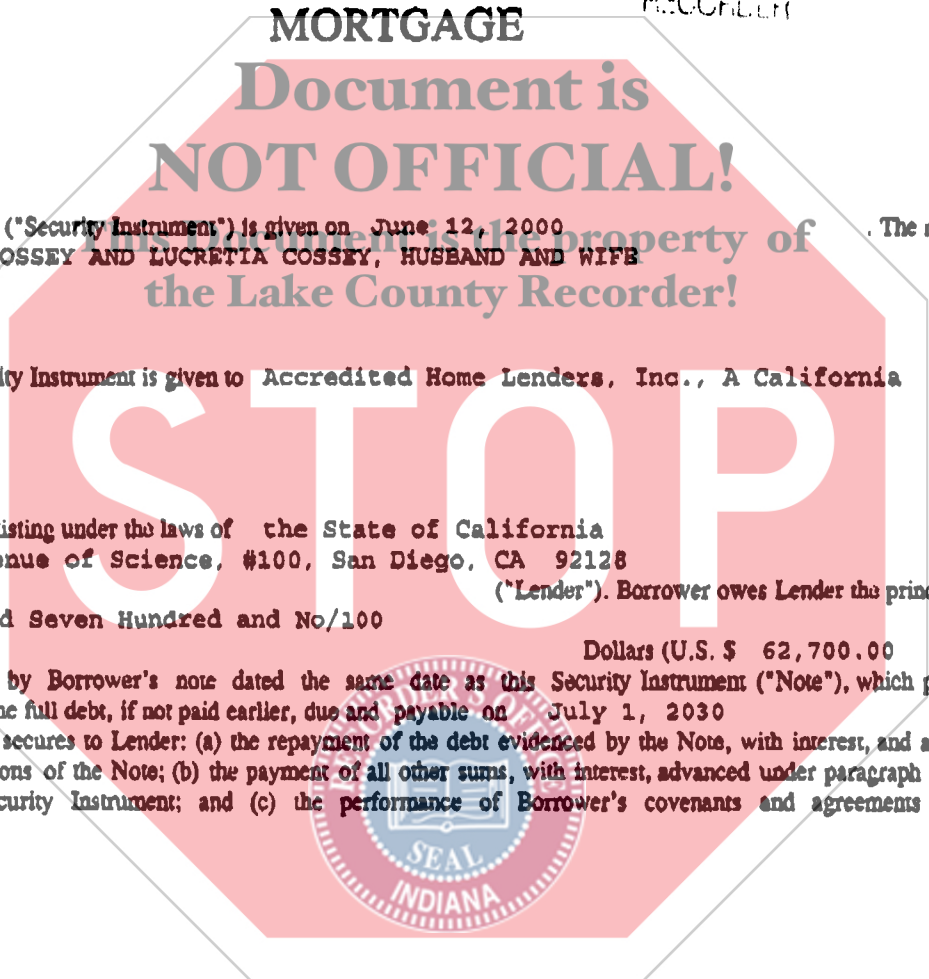 MORTGAGE
Document is
NOT OFFICIAL!
("Security Instrument") is given on June 12, 2000 . The
This Document is the property of
OSSEY AND LUCRETIA COSSEY, HUSBAND AND WIFE
the Lake County Recorder!
ity Instrument is given to Accredited Home Lenders, Inc., A California
STOP
isting under the laws of the State of California
nue of Science, #100, San Diego, CA 92128
("Lender"). Borrower owes Lender the princ
d Seven Hundred and No/100
Dollars (U.S. $ 62,700.00
by Borrower's note dated the same date as this Security Instrument ("Note"), which p
he full debt, if not paid earlier, due and payable on July 1, 2030
secures to Lender: (a) the repayment of the debt evidenced by the Note, with interest, and a
ons of the Note; (b) the payment of all other sums, with interest, advanced under paragraph
curity Instrument; and (c) the performance of Borrower's covenants and agreements
SEAL
INDIANA